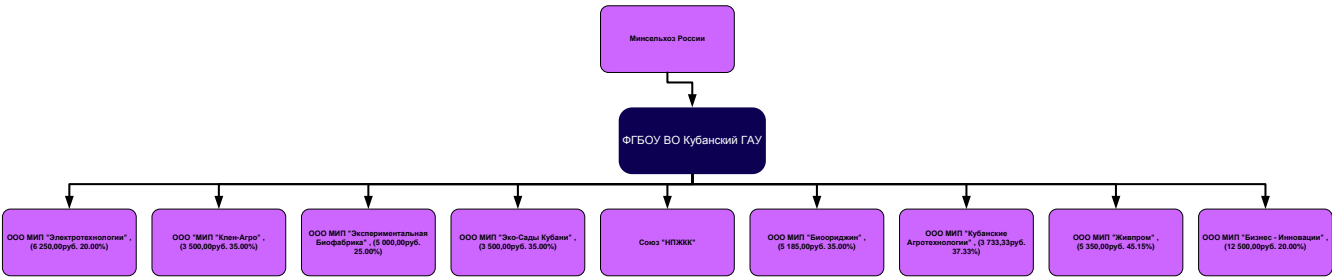 Минсельхоз России
ФГБОУ ВО Кубанский ГАУ
ООО МИП "Электротехнологии" ,
(6 250,00руб. 20.00%)
ООО "МИП "Клен-Агро" ,
(3 500,00руб. 35.00%)
ООО МИП "Экспериментальная
Биофабрика" , (5 000,00руб.
25.00%)
ООО МИП "Эко-Сады Кубани" ,
(3 500,00руб. 35.00%)
Союз "НПЖКК"
ООО МИП "Биоориджин" ,
(5 185,00руб. 35.00%)
ООО МИП "Кубанские
Агротехнологии" , (3 733,33руб.
37.33%)
ООО МИП "Живпром" ,
(5 350,00руб. 45.15%)
ООО МИП "Бизнес - Инновации" ,
(12 500,00руб. 20.00%)